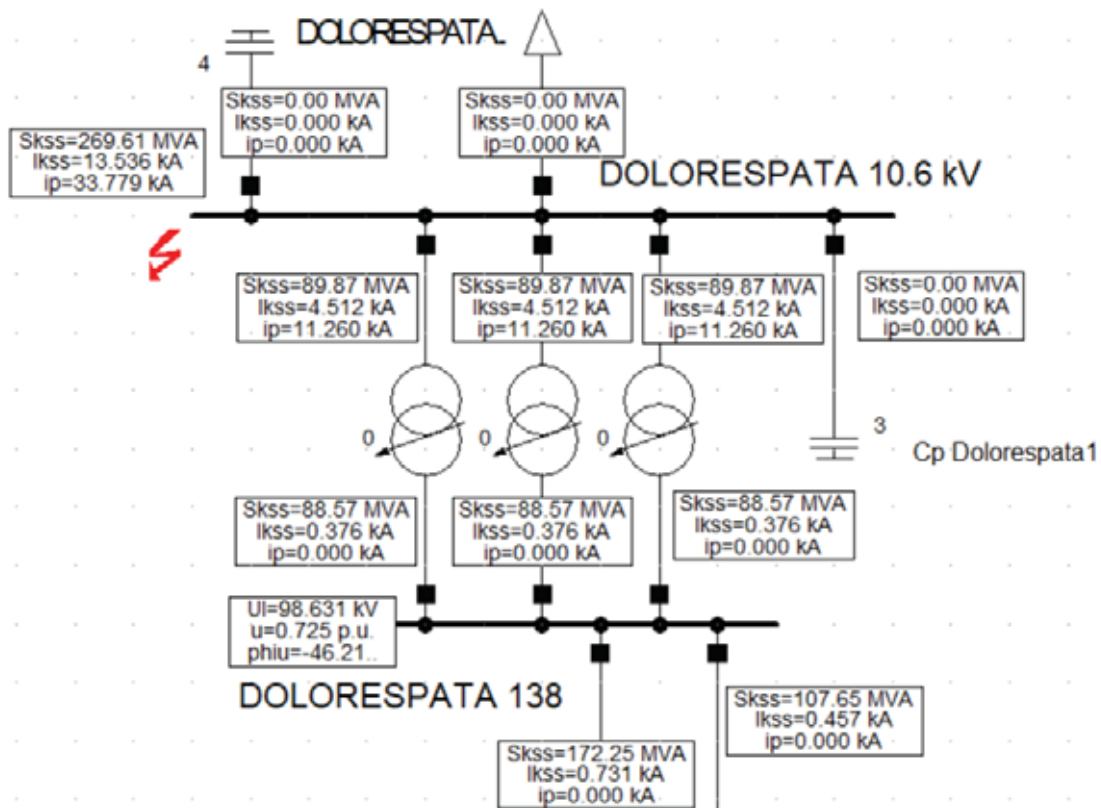 DOLORESPATA.
4
Skss=0.00 MVA
Ikss=0.000 kA
ip=0.000 kA
Skss=0.00 MVA
Ikss=0.000 kA
ip=0.000 kA
Skss=269.61 MVA
Ikss=13.536 kA
ip=33.779 kA
DOLORESPATA 10.6 kV
Skss=89.87 MVA
Ikss=4.512 kA
ip=11.260 kA
Skss=89.87 MVA
Ikss=4.512 kA
ip=11.260 kA
Skss=89.87 MVA
Ikss=4.512 kA
ip=11.260 kA
Skss=0.00 MVA
Ikss=0.000 kA
ip=0.000 kA
0
0
0
3
Cp Dolorespata1
Skss=88.57 MVA
Ikss=0.376 kA
ip=0.000 kA
Skss=88.57 MVA
Ikss=0.376 kA
ip=0.000 kA
Skss=88.57 MVA
Ikss=0.376 kA
ip=0.000 kA
Ul=98.631 kV
u=0.725 p.u.
phiu=-46.21..
DOLORESPATA 138
Skss=172.25 MVA
Ikss=0.731 kA
ip=0.000 kA
Skss=107.65 MVA
Ikss=0.457 kA
ip=0.000 kA